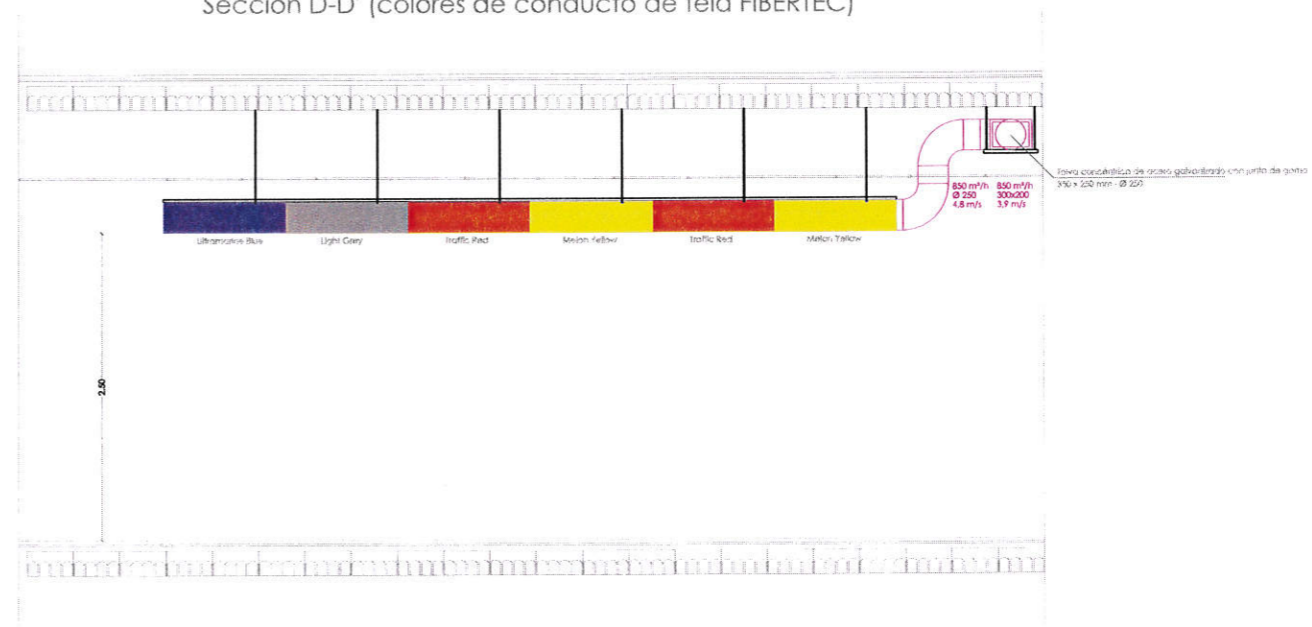 Sección D-D' (colores de conducto de tela FIBERTEC)
850 m³/h 850 m³/h
Ø 250 300x200
4.8 m/s 3.9 m/s
Tolva concéntrica de acero galvanizado con junta de goma
350 x 250 mm - Ø 250
Ultramarine Blue
Light Grey
Traffic Red
Melon Yellow
Traffic Red
Melon Yellow
2.50